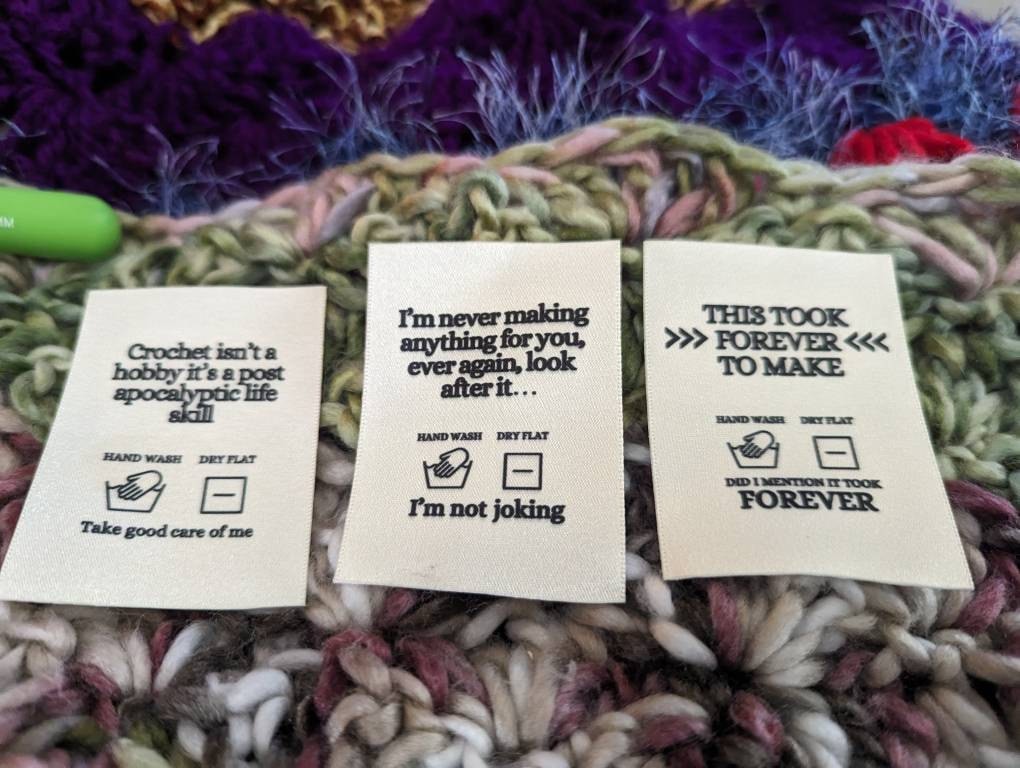 MM
Crochet isn't a
hobby it's a post
apocalyptic life
skill
HAND WASH DRY FLAT
Take good care of me
I'm never making
anything for you,
ever again, look
after it...
HAND WASH DRY FLAT
I'm not joking
THIS TOOK
>>> FOREVER <<<
TO MAKE
HAND WASH DRY FLAT
DID I MENTION IT TOOK
FOREVER